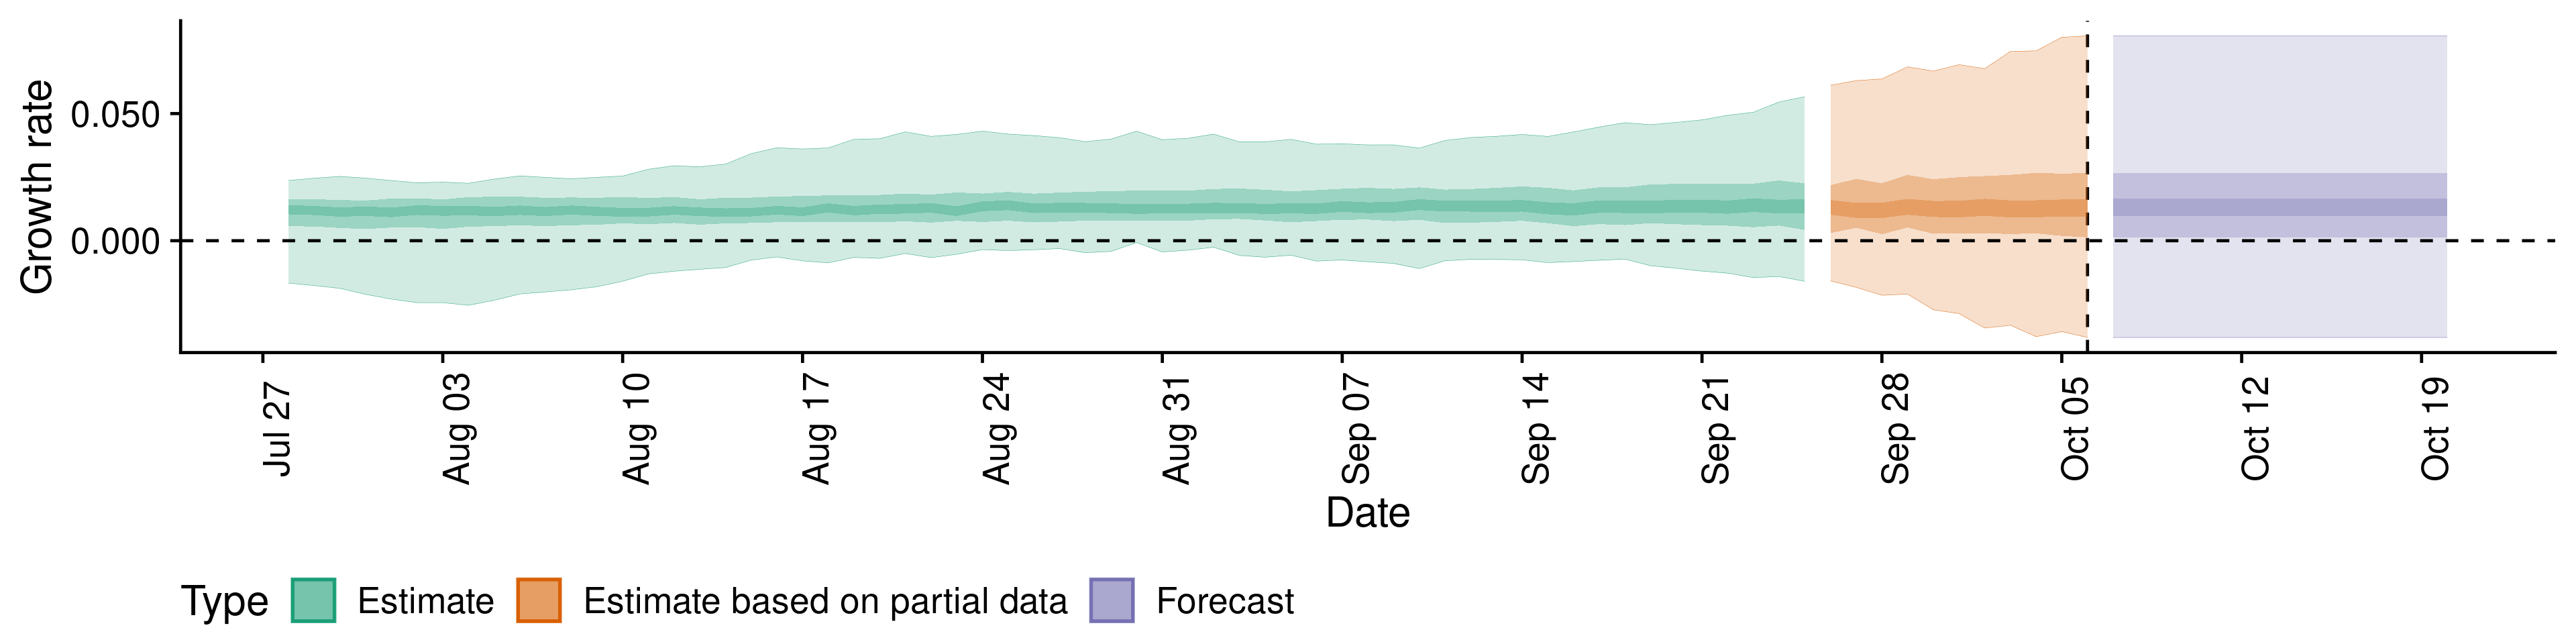 Growth rate
0.050
0.000
Jul 27
Aug 03
Aug 10
Aug 17
Aug 24
Aug 31
Sep 07
Sep 14
Sep 21
Sep 28
Oct 05
Oct 12
Oct 19
Date
Type Estimate Estimate based on partial data Forecast